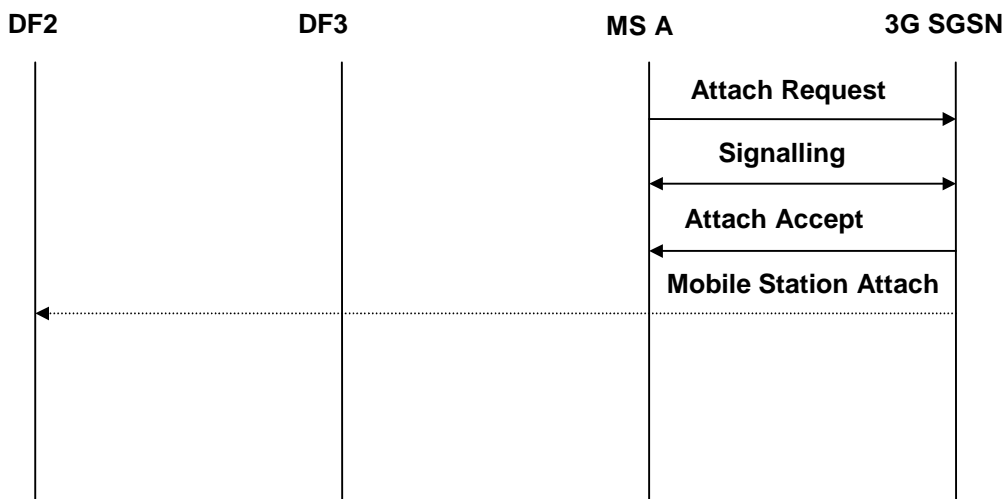 DF2 DF3 MS A 3G SGSN
Attach Request
Signalling
Attach Accept
Mobile Station Attach